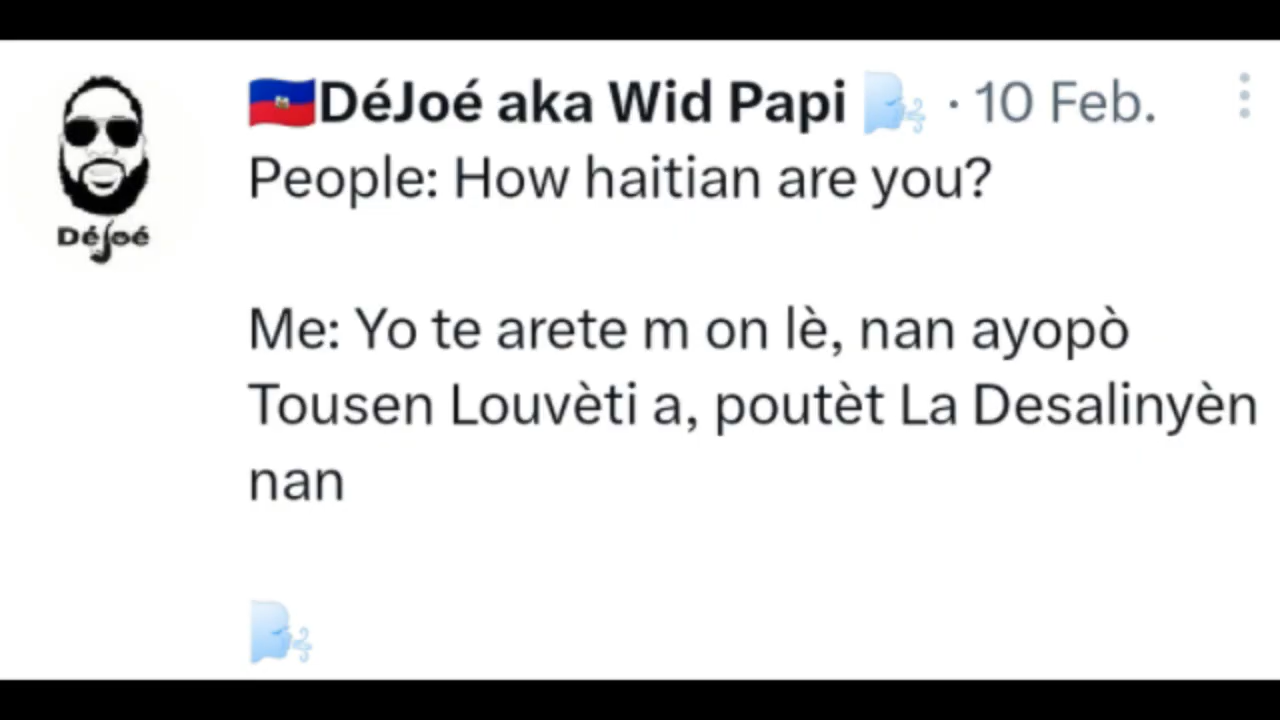 🇭🇹DéJoé aka Wid Papi 🌬️ · 10 Feb.
People: How haitian are you?
Me: Yo te arete m on lè, nan ayopò
Tousen Louvèti a, poutèt La Desalinyèn
nan
🌬️
DéJoé